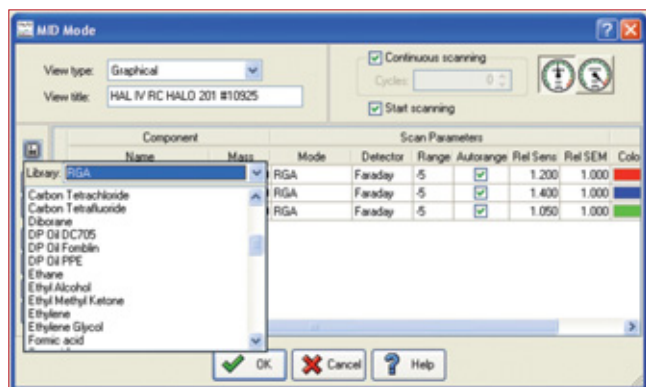 MID Mode
View type: Graphical
View title: HAL IV RC HALO 201 #10925
Continuous scanning
Cycles: 0
Start scanning
Component Scan Parameters
Name Mass Mode Detector Range Autorange Rel Sens Rel SEM Colo
Library: RGA
RGA Faraday -5 1.200 1.000
RGA Faraday -5 1.400 1.000
RGA Faraday -5 1.050 1.000
Carbon Tetrachloride
Carbon Tetrafluoride
Diborane
DP Oil DC705
DP Oil Fomblin
DP Oil PPE
Ethane
Ethyl Alcohol
Ethyl Methyl Ketone
Ethylene
Ethylene Glycol
Formic acid
OK Cancel Help